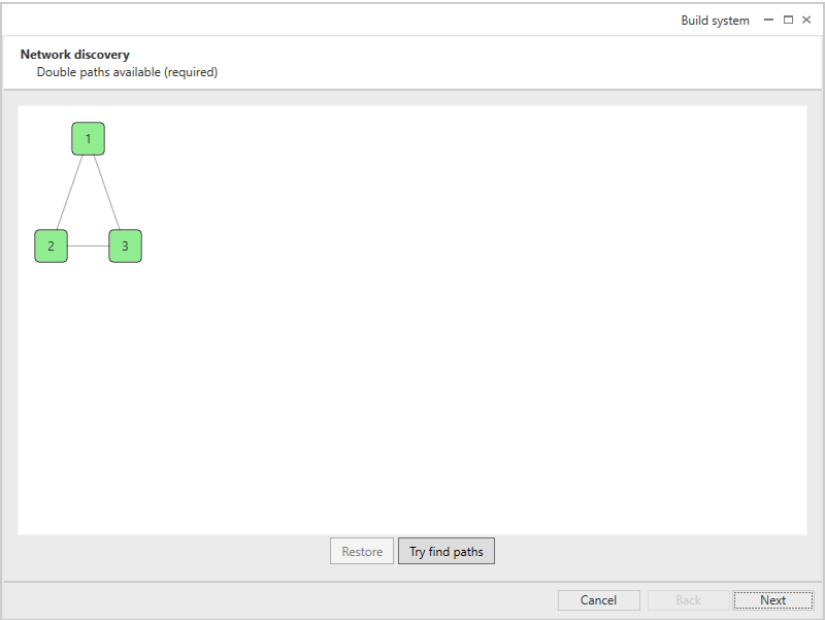 Build system
Network discovery
Double paths available (required)
1
2 3
Restore Try find paths
Cancel Back Next